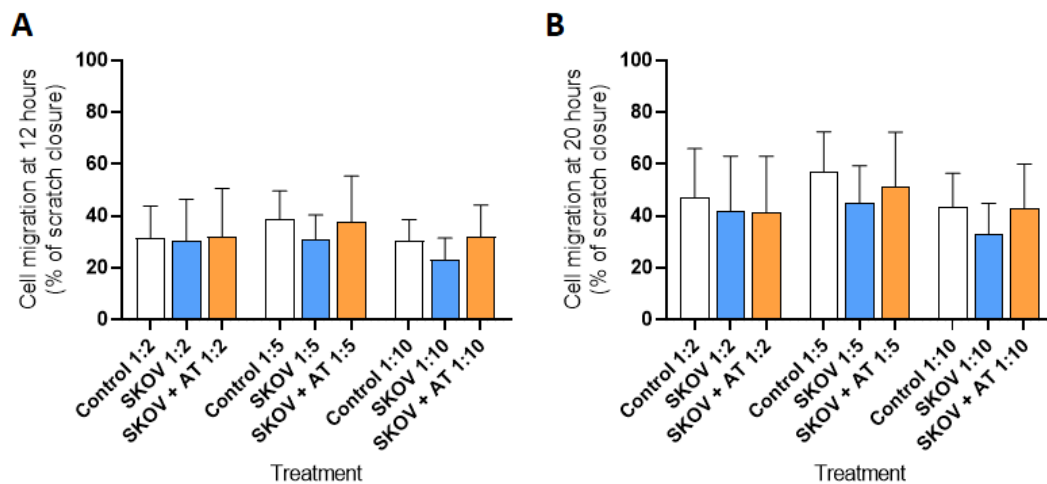 A
Cell migration at 12 hours
(% of scratch closure)
100
80
60
40
20
0
Control 1:2
SKOV 1:2
SKOV + AT 1:2
Control 1:5
SKOV 1:5
SKOV + AT 1:5
Control 1:10
SKOV 1:10
SKOV + AT 1:10
Treatment
B
Cell migration at 20 hours
(% of scratch closure)
100
80
60
40
20
0
Control 1:2
SKOV 1:2
SKOV + AT 1:2
Control 1:5
SKOV 1:5
SKOV + AT 1:5
Control 1:10
SKOV 1:10
SKOV + AT 1:10
Treatment